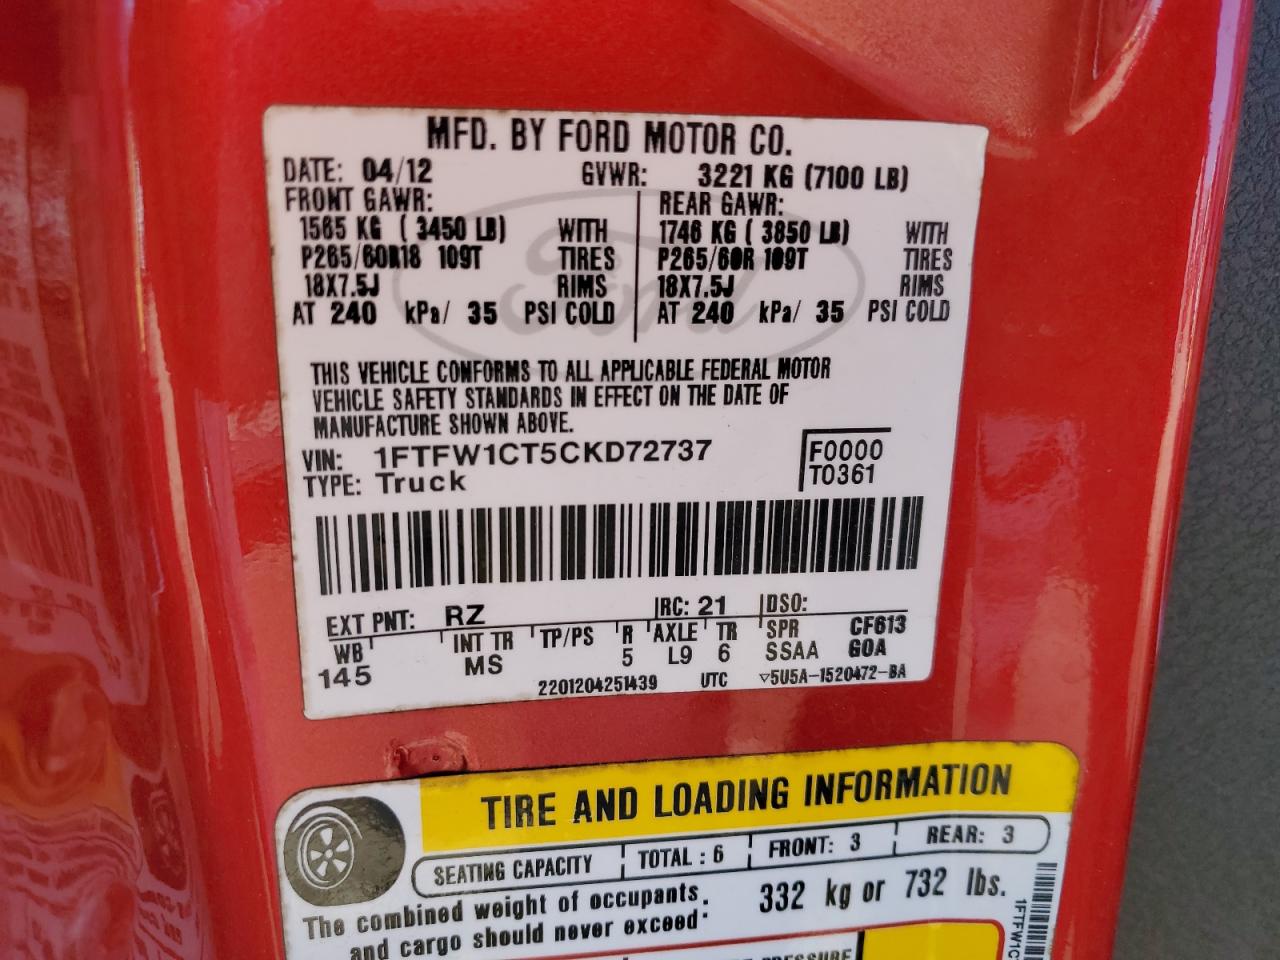 MFD. BY FORD MOTOR CO.
DATE: 04/12 GVWR: 3221 KG (7100 LB)
FRONT GAWR: REAR GAWR:
1565 KG ( 3450 LB) WITH 1746 KG ( 3850 LB) WITH
P265/60R18 109T TIRES P265/60R 109T TIRES
18X7.5J RIMS 18X7.5J RIMS
AT 240 kPa/ 35 PSI COLD AT 240 kPa/ 35 PSI COLD
Ford
THIS VEHICLE CONFORMS TO ALL APPLICABLE FEDERAL MOTOR
VEHICLE SAFETY STANDARDS IN EFFECT ON THE DATE OF
MANUFACTURE SHOWN ABOVE.
VIN: 1FTFW1CT5CKD72737 F0000
TYPE: Truck T0361
EXT PNT: RZ RC: 21 DSO:
WB INT TR TP/PS R AXLE TR SPR CF613
145 MS 5 L9 6 SSAA GOA
2201204251439 UTC ▽5U5A-1520472-BA
TIRE AND LOADING INFORMATION
SEATING CAPACITY TOTAL : 6 FRONT: 3 REAR: 3
The combined weight of occupants 332 kg or 732 lbs.
and cargo should never exceed:
PRESSURE
1FTFW1C